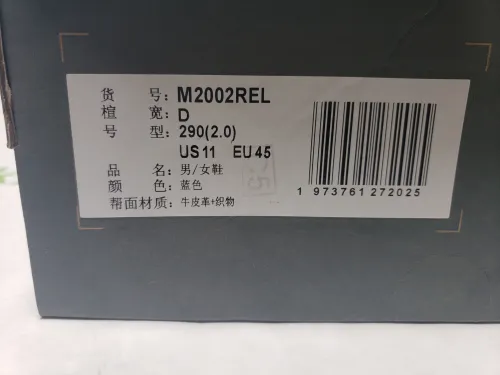 货 号: M2002REL
楦 宽: D
号 型: 290(2.0)
US11 EU45
品 名: 男/女鞋
颜 色: 蓝色
帮面材质: 牛皮革+织物
1 973761 272025